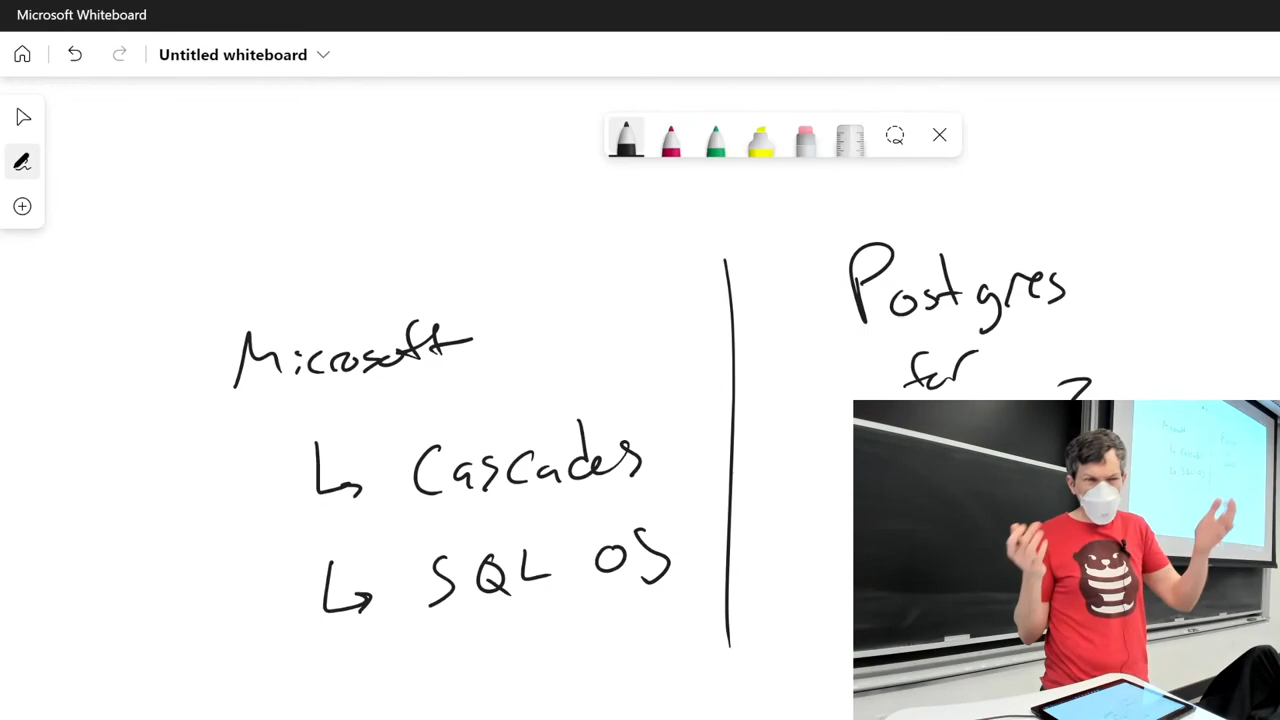 Microsoft Whiteboard
Untitled whiteboard
Microsoft
↳ Cascades
↳ SQL OS
Postgres
for
?